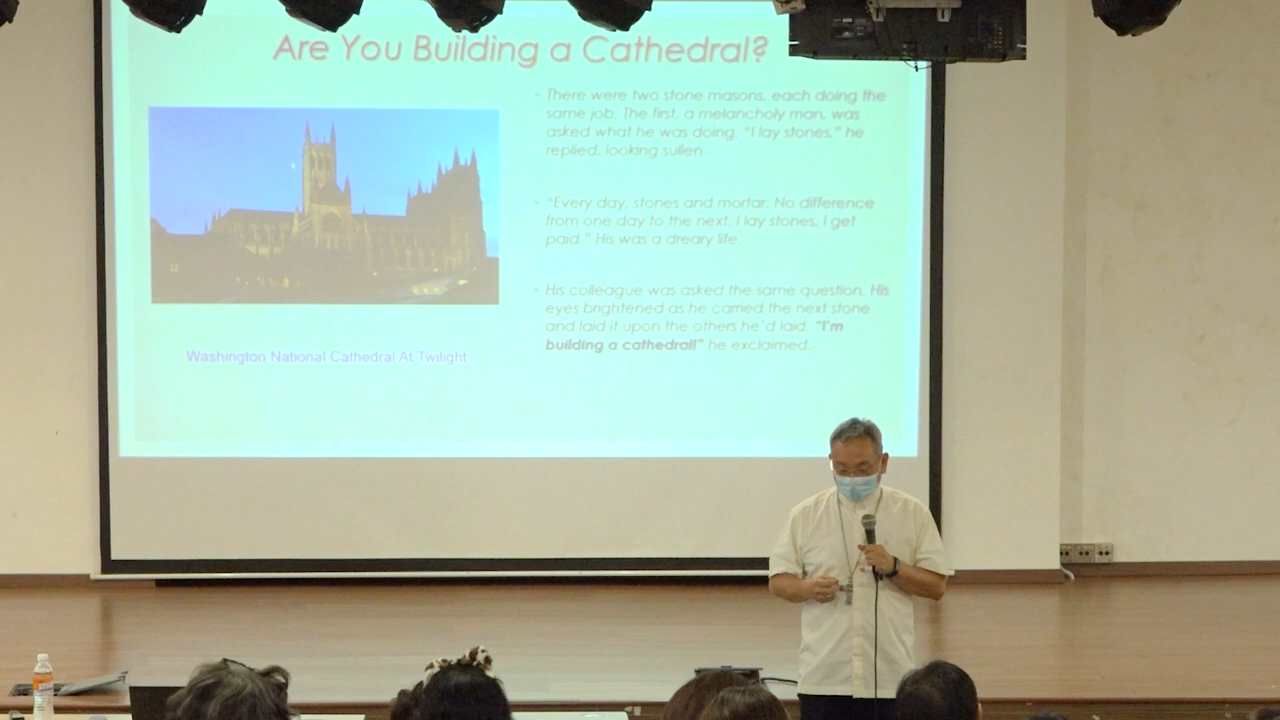 Are You Building a Cathedral?
• There were two stone masons, each doing the
same job. The first, a melancholy man, was
asked what he was doing. "I lay stones," he
replied, looking sullen.
• "Every day, stones and mortar. No difference
from one day to the next. I lay stones, I get
paid." His was a dreary life.
• His colleague was asked the same question. His
eyes brightened as he carried the next stone
and laid it upon the others he'd laid. "I'm
building a cathedral!" he exclaimed.
Washington National Cathedral At Twilight